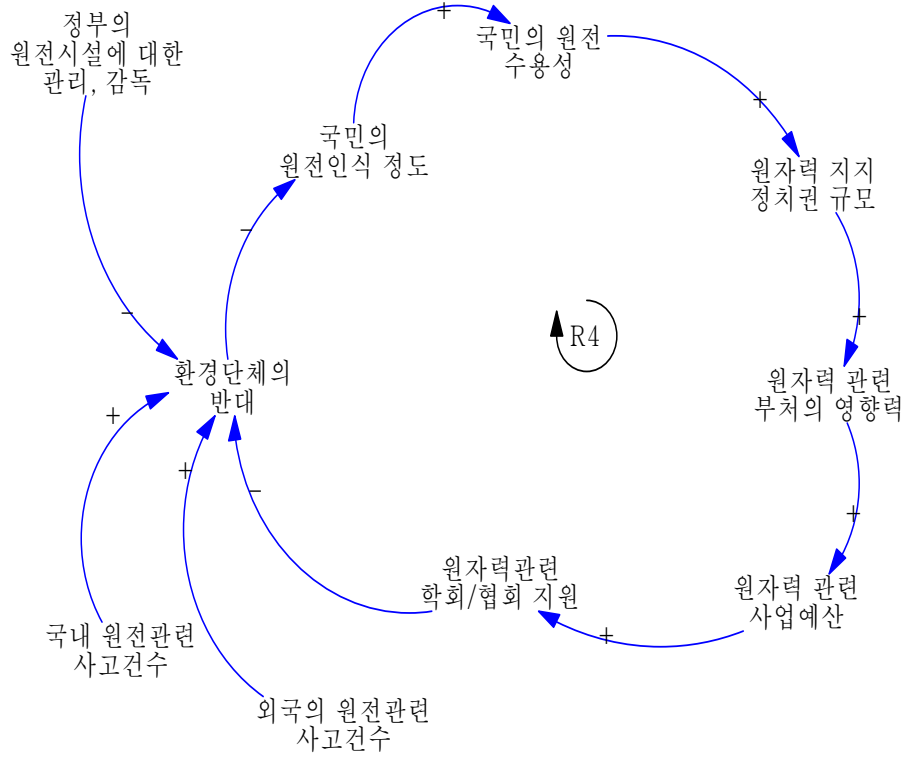 정부의
원전시설에 대한
관리, 감독
+
국민의 원전
수용성
국민의
원전인식 정도
+
원자력 지지
정치권 규모
-
-
+
R4
환경단체의
반대
원자력 관련
부처의 영향력
+
+
-
+
원자력관련
학회/협회 지원
원자력 관련
사업예산
+
국내 원전관련
사고건수
외국의 원전관련
사고건수